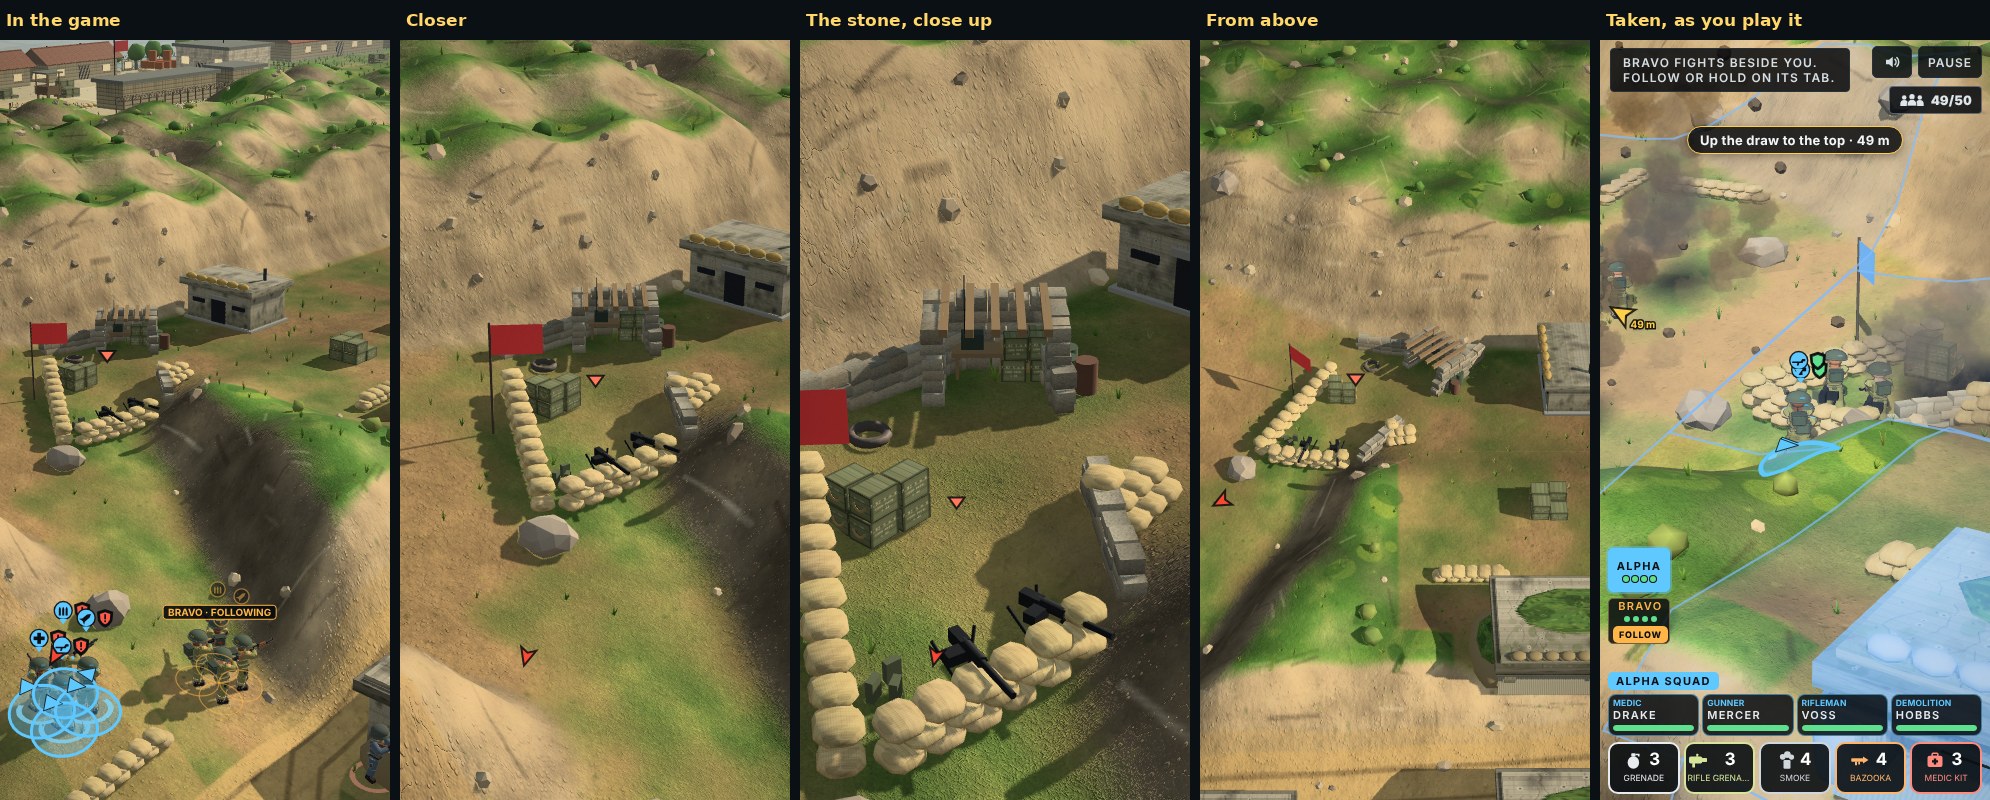 In the game
Closer
The stone, close up
From above
Taken, as you play it
BRAVO FIGHTS BESIDE YOU.
FOLLOW OR HOLD ON ITS TAB.
PAUSE
49/50
Up the draw to the top · 49 m
49 m
BRAVO · FOLLOWING
ALPHA
BRAVO
FOLLOW
ALPHA SQUAD
MEDIC
DRAKE
GUNNER
MERCER
RIFLEMAN
VOSS
DEMOLITION
HOBBS
3
GRENADE
3
RIFLE GRENA...
4
SMOKE
4
BAZOOKA
3
MEDIC KIT